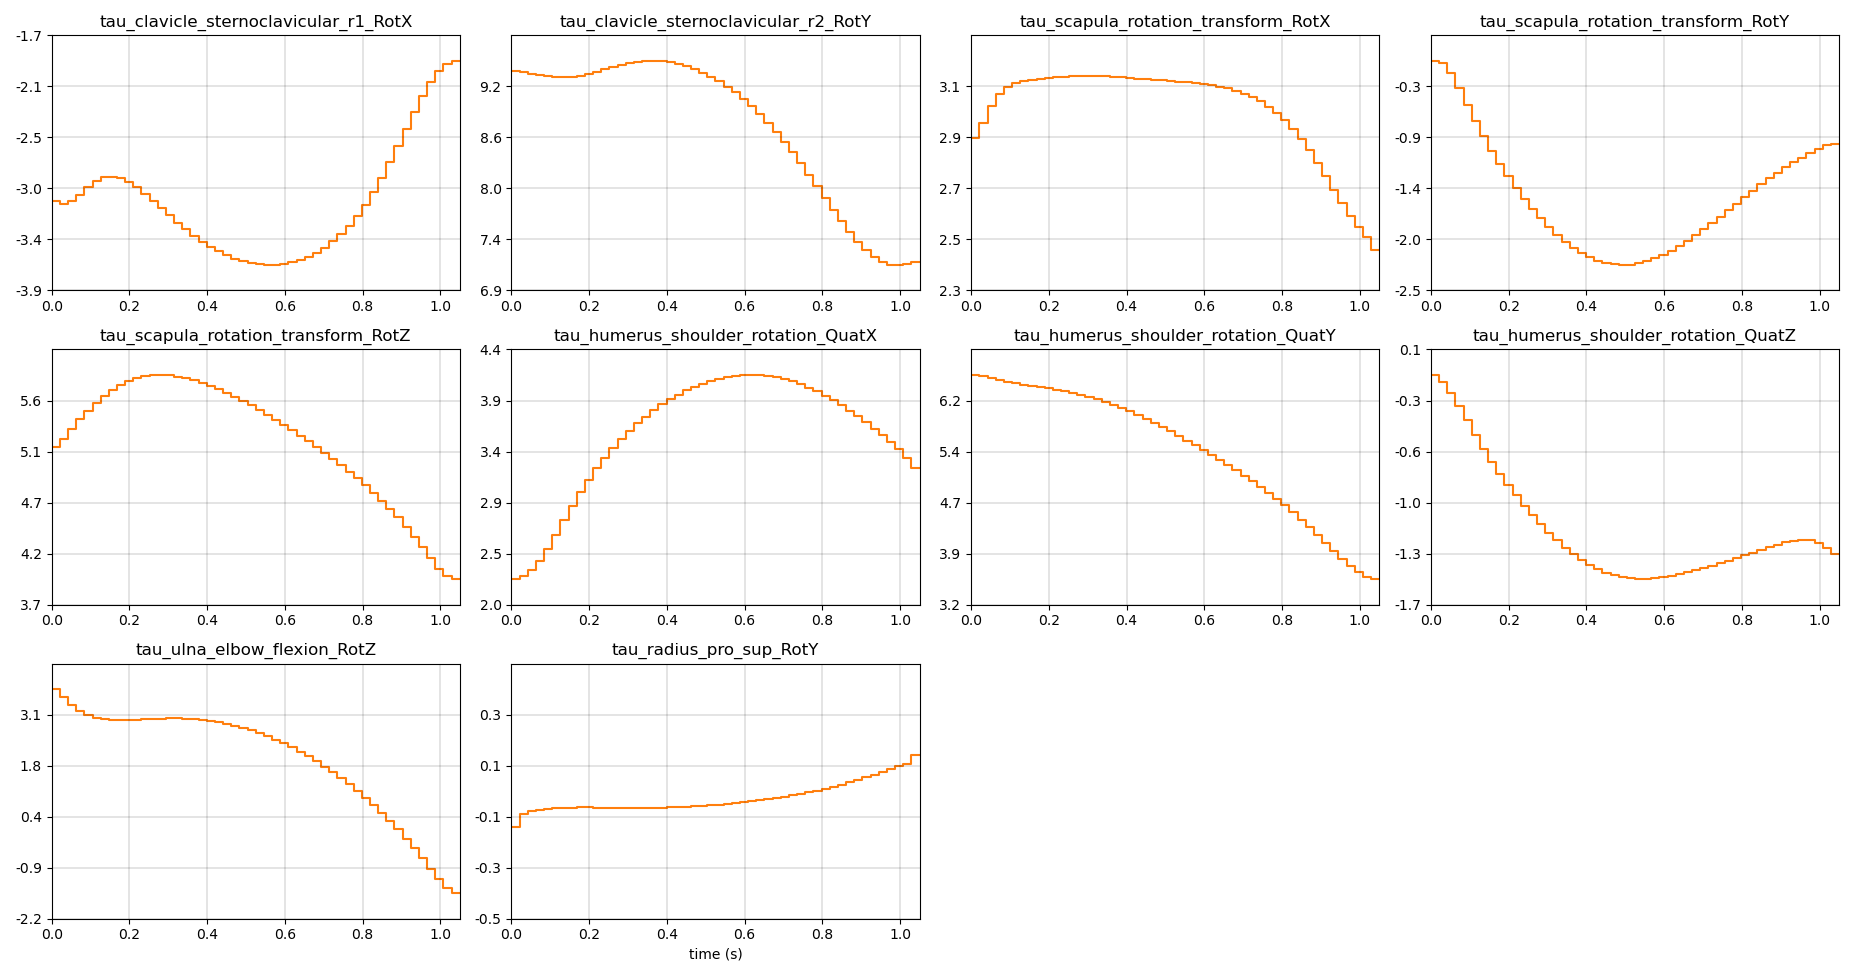 tau_clavicle_sternoclavicular_r1_RotX
-1.7
-2.1
-2.5
-3.0
-3.4
-3.9
0.0 0.2 0.4 0.6 0.8 1.0
tau_clavicle_sternoclavicular_r2_RotY
9.2
8.6
8.0
7.4
6.9
0.0 0.2 0.4 0.6 0.8 1.0
tau_scapula_rotation_transform_RotX
3.1
2.9
2.7
2.5
2.3
0.0 0.2 0.4 0.6 0.8 1.0
tau_scapula_rotation_transform_RotY
-0.3
-0.9
-1.4
-2.0
-2.5
0.0 0.2 0.4 0.6 0.8 1.0
tau_scapula_rotation_transform_RotZ
5.6
5.1
4.7
4.2
3.7
0.0 0.2 0.4 0.6 0.8 1.0
tau_humerus_shoulder_rotation_QuatX
4.4
3.9
3.4
2.9
2.5
2.0
0.0 0.2 0.4 0.6 0.8 1.0
tau_humerus_shoulder_rotation_QuatY
6.2
5.4
4.7
3.9
3.2
0.0 0.2 0.4 0.6 0.8 1.0
tau_humerus_shoulder_rotation_QuatZ
0.1
-0.3
-0.6
-1.0
-1.3
-1.7
0.0 0.2 0.4 0.6 0.8 1.0
tau_ulna_elbow_flexion_RotZ
3.1
1.8
0.4
-0.9
-2.2
0.0 0.2 0.4 0.6 0.8 1.0
tau_radius_pro_sup_RotY
0.3
0.1
-0.1
-0.3
-0.5
0.0 0.2 0.4 0.6 0.8 1.0
time (s)